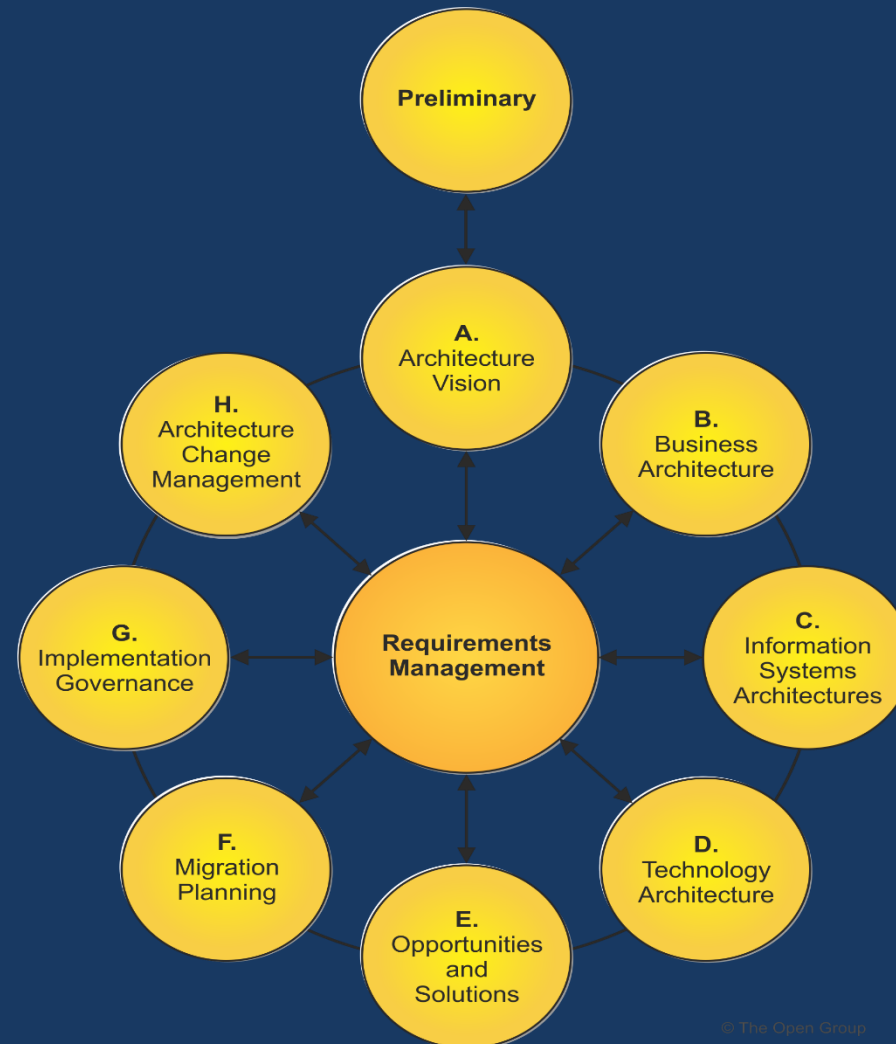 Preliminary
A.
Architecture
Vision
B.
Business
Architecture
C.
Information
Systems
Architectures
D.
Technology
Architecture
E.
Opportunities
and
Solutions
F.
Migration
Planning
G.
Implementation
Governance
H.
Architecture
Change
Management
Requirements
Management
© The Open Group